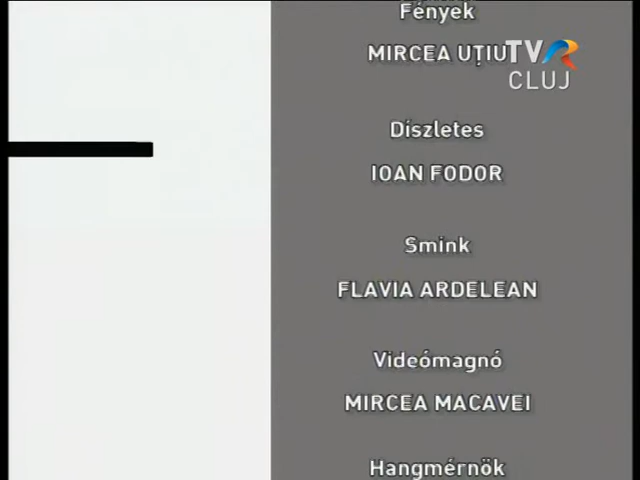 Fények
MIRCEA UȚIU
TVR
CLUJ
Díszletes
IOAN FODOR
Smink
FLAVIA ARDELEAN
Videómagnó
MIRCEA MACAVEI
Hangmérnök